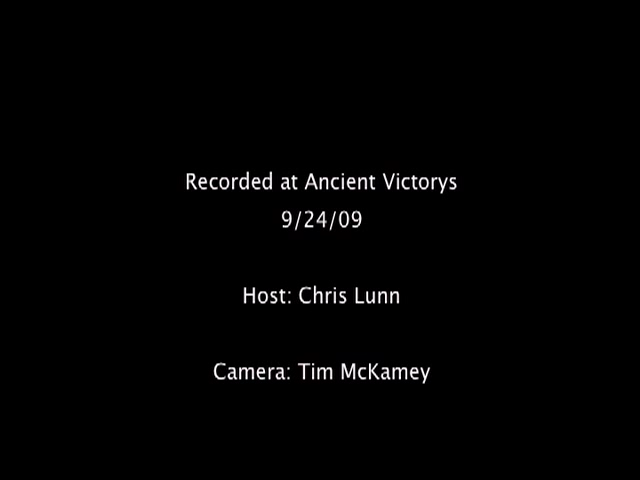 Recorded at Ancient Victorys
9/24/09
Host: Chris Lunn
Camera: Tim McKamey